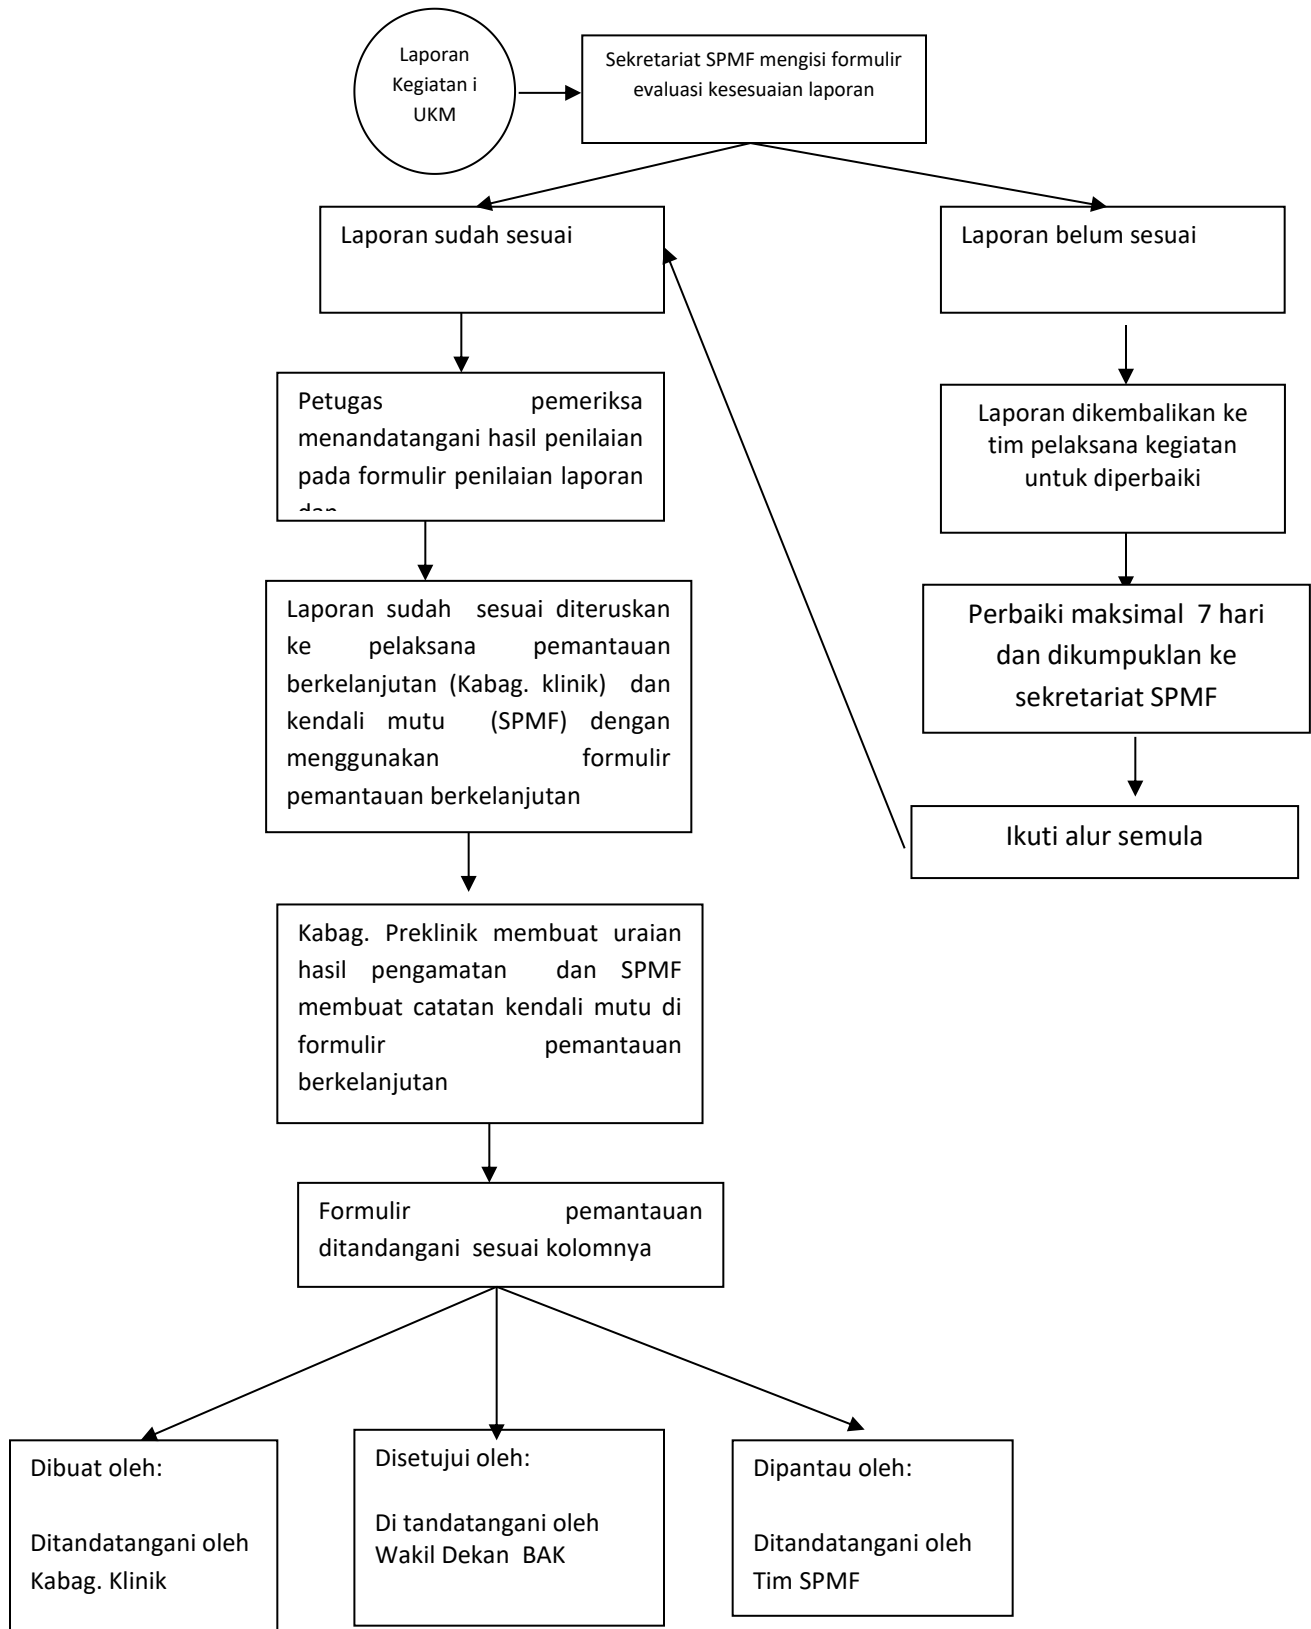 Laporan
Kegiatan i
UKM
Sekretariat SPMF mengisi formulir
evaluasi kesesuaian laporan
Laporan sudah sesuai
Laporan belum sesuai
Petugas pemeriksa
menandatangani hasil penilaian
pada formulir penilaian laporan
dan
Laporan dikembalikan ke
tim pelaksana kegiatan
untuk diperbaiki
Laporan sudah sesuai diteruskan
ke pelaksana pemantauan
berkelanjutan (Kabag. klinik) dan
kendali mutu (SPMF) dengan
menggunakan formulir
pemantauan berkelanjutan
Perbaiki maksimal 7 hari
dan dikumpuklan ke
sekretariat SPMF
Ikuti alur semula
Kabag. Preklinik membuat uraian
hasil pengamatan dan SPMF
membuat catatan kendali mutu di
formulir pemantauan
berkelanjutan
Formulir pemantauan
ditandangani sesuai kolomnya
Dibuat oleh:
Ditandatangani oleh
Kabag. Klinik
Disetujui oleh:
Di tandatangani oleh
Wakil Dekan BAK
Dipantau oleh:
Ditandatangani oleh
Tim SPMF